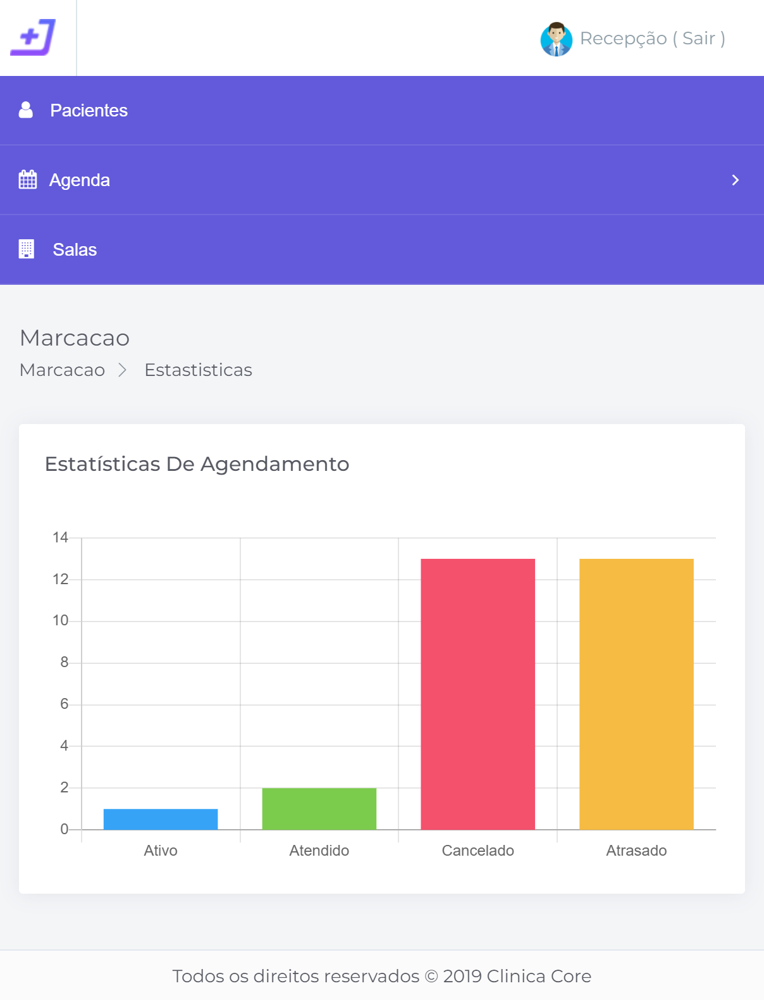 Recepção ( Sair )
Pacientes
Agenda
Salas
Marcacao
Marcacao Estastisticas
Estatísticas De Agendamento
14
12
10
8
6
4
2
0
Ativo Atendido Cancelado Atrasado
Todos os direitos reservados © 2019 Clinica Core